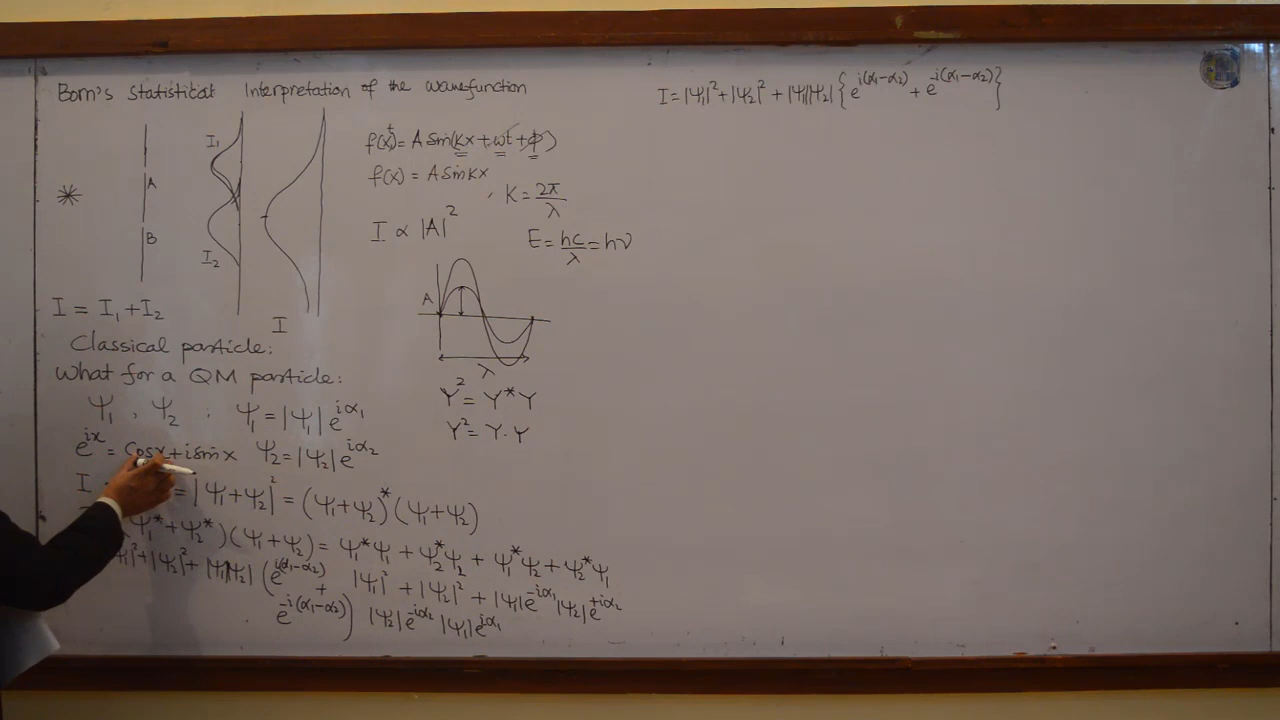 Born's Statistical Interpretation of the wavefunction
I₁
A
B
I₂
I = I₁ + I₂
I
f(x,t) = A sin(kx + ωt + φ)
f(x) = A sin kx
, K = 2π/λ
I ∝ |A|²
E = hc/λ = hν
A
λ
Classical particle:
What for a QM particle:
Ψ₁ , Ψ₂ ; Ψ₁ = |Ψ₁| e^{iα₁}
e^{ix} = Cosx + i sin x Ψ₂ = |Ψ₂| e^{iα₂}
Y² = Y* Y
Y² = Y · Y
I = |Ψ₁ + Ψ₂|² = (Ψ₁ + Ψ₂)* (Ψ₁ + Ψ₂)
(Ψ₁* + Ψ₂*)(Ψ₁ + Ψ₂) = Ψ₁*Ψ₁ + Ψ₂*Ψ₂ + Ψ₁*Ψ₂ + Ψ₂*Ψ₁
|Ψ₁|² + |Ψ₂|² + |Ψ₁||Ψ₂| (e^{i(α₁-α₂)} + e^{-i(α₁-α₂)})
|Ψ₁|² + |Ψ₂|² + |Ψ₁|e^{-iα₁} |Ψ₂|e^{+iα₂}
|Ψ₂|e^{-iα₂} |Ψ₁|e^{iα₁}
I = |Ψ₁|² + |Ψ₂|² + |Ψ₁||Ψ₂| { e^{i(α₁-α₂)} + e^{-i(α₁-α₂)} }